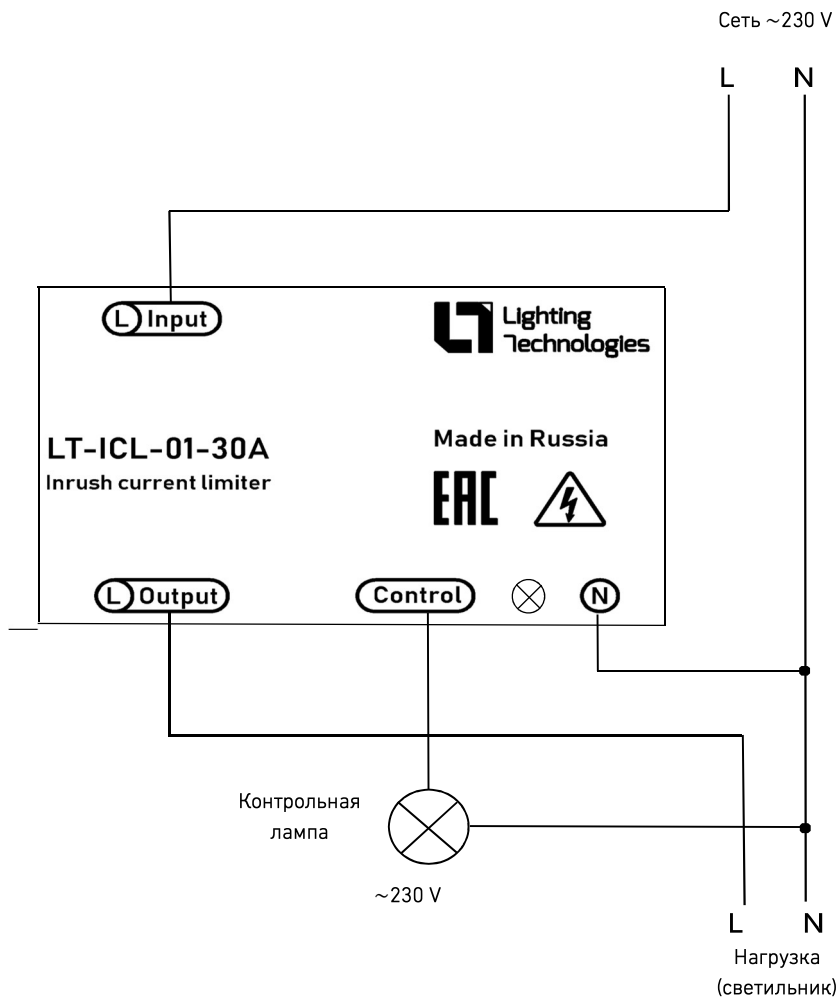 Сеть ~230 V
L N
L Input
Lighting
Technologies
LT-ICL-01-30A
Inrush current limiter
Made in Russia
EAC
L Output
Control
N
Контрольная
лампа
~230 V
L N
Нагрузка
(светильник)